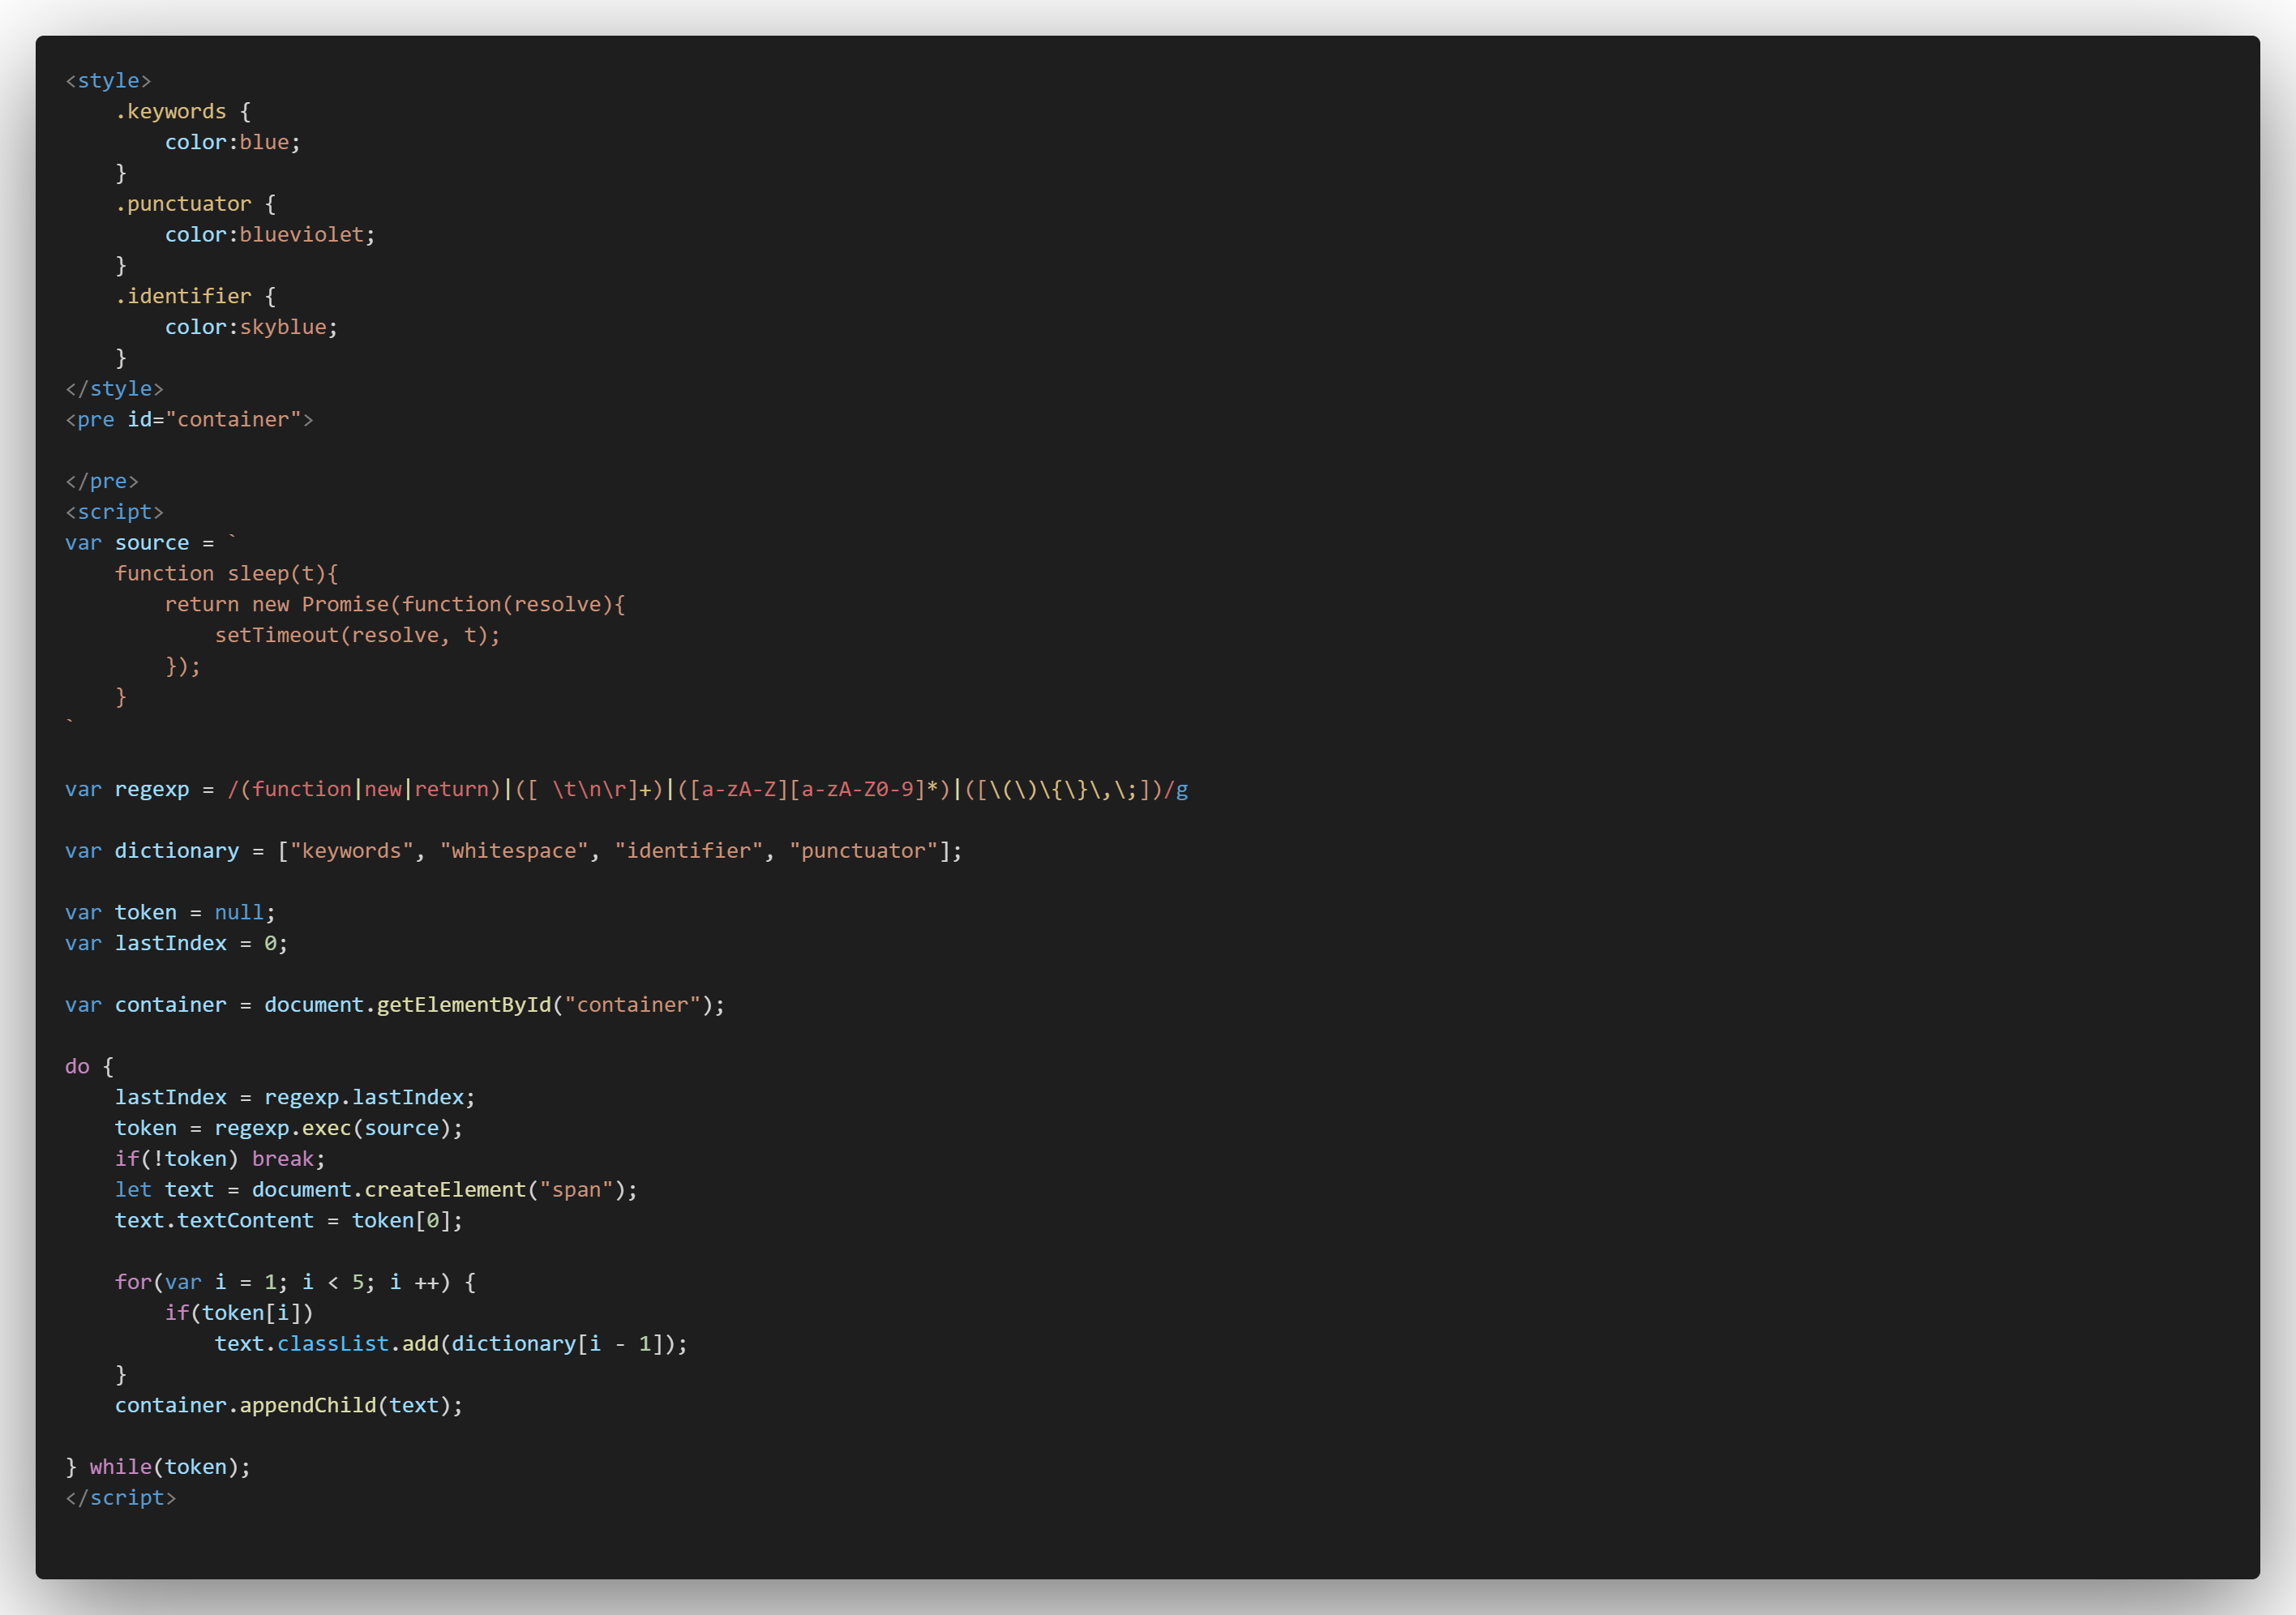 <style>
    .keywords {
        color:blue;
    }
    .punctuator {
        color:blueviolet;
    }
    .identifier {
        color:skyblue;
    }
</style>
<pre id="container">

</pre>
<script>
var source = `
    function sleep(t){
        return new Promise(function(resolve){
            setTimeout(resolve, t);
        });
    }
`

var regexp = /(function|new|return)|([ \t\n\r]+)|([a-zA-Z][a-zA-Z0-9]*)|([\(\)\{\}\,\;])/g

var dictionary = ["keywords", "whitespace", "identifier", "punctuator"];

var token = null;
var lastIndex = 0;

var container = document.getElementById("container");

do {
    lastIndex = regexp.lastIndex;
    token = regexp.exec(source);
    if(!token) break;
    let text = document.createElement("span");
    text.textContent = token[0];

    for(var i = 1; i < 5; i ++) {
        if(token[i])
            text.classList.add(dictionary[i - 1]);
    }
    container.appendChild(text);

} while(token);
</script>